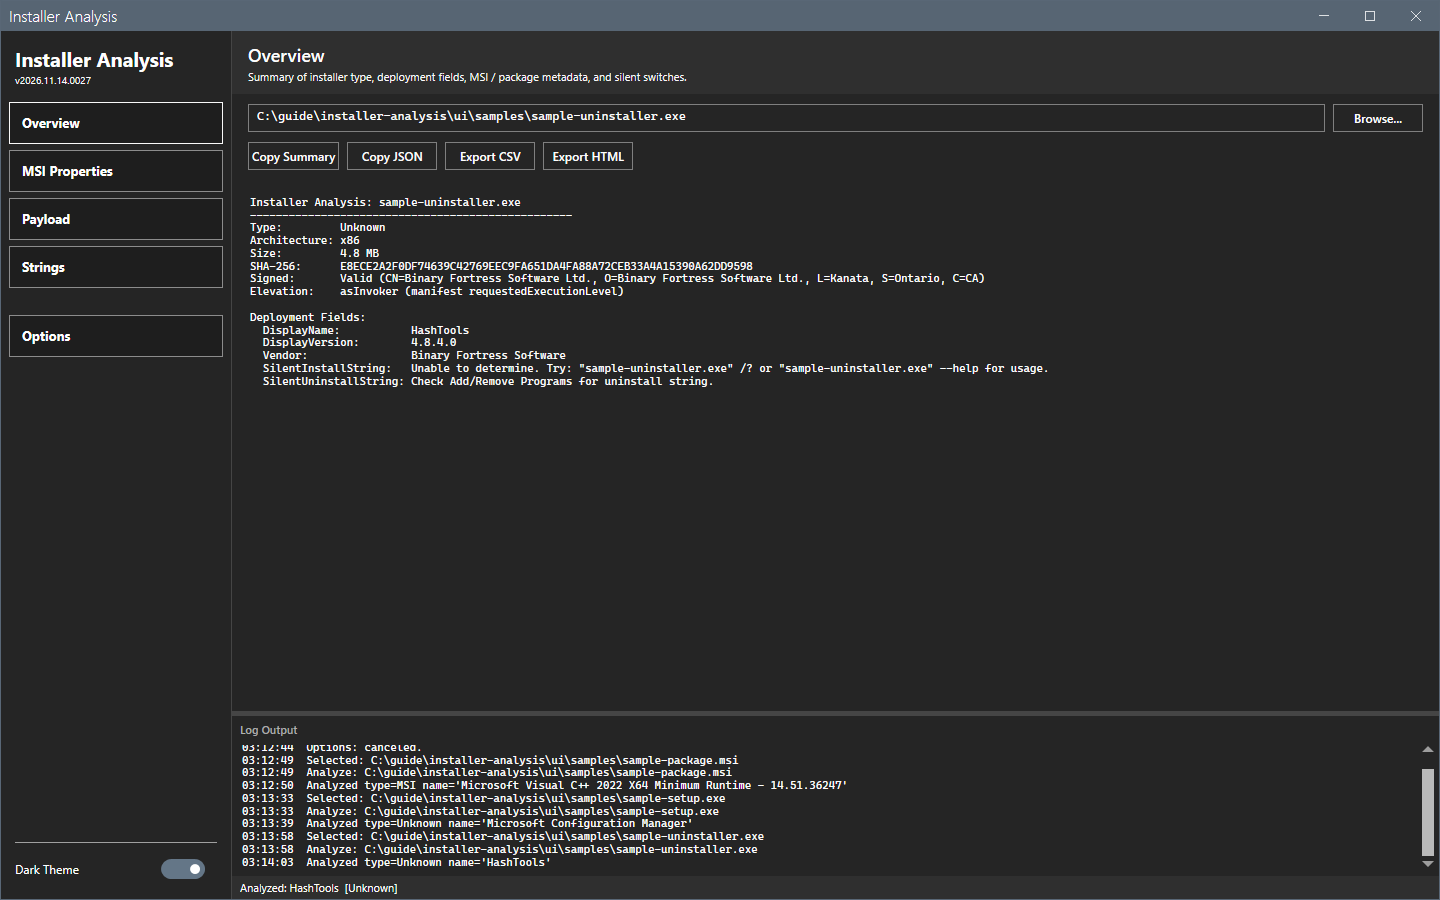 Installer Analysis
Installer Analysis
v2026.11.14.0027
Overview
MSI Properties
Payload
Strings
Options
Dark Theme
Overview
Summary of installer type, deployment fields, MSI / package metadata, and silent switches.
C:\guide\installer-analysis\ui\samples\sample-uninstaller.exe
Browse...
Copy Summary
Copy JSON
Export CSV
Export HTML
Installer Analysis: sample-uninstaller.exe
--------------------------------------------------
Type: Unknown
Architecture: x86
Size: 4.8 MB
SHA-256: E8ECE2A2F0DF74639C42769EEC9FA651DA4FA88A72CEB33A4A15390A62DD9598
Signed: Valid (CN=Binary Fortress Software Ltd., O=Binary Fortress Software Ltd., L=Kanata, S=Ontario, C=CA)
Elevation: asInvoker (manifest requestedExecutionLevel)
Deployment Fields:
DisplayName: HashTools
DisplayVersion: 4.8.4.0
Vendor: Binary Fortress Software
SilentInstallString: Unable to determine. Try: "sample-uninstaller.exe" /? or "sample-uninstaller.exe" --help for usage.
SilentUninstallString: Check Add/Remove Programs for uninstall string.
Log Output
03:12:44 Options: canceled.
03:12:49 Selected: C:\guide\installer-analysis\ui\samples\sample-package.msi
03:12:49 Analyze: C:\guide\installer-analysis\ui\samples\sample-package.msi
03:12:50 Analyzed type=MSI name='Microsoft Visual C++ 2022 X64 Minimum Runtime - 14.51.36247'
03:13:33 Selected: C:\guide\installer-analysis\ui\samples\sample-setup.exe
03:13:33 Analyze: C:\guide\installer-analysis\ui\samples\sample-setup.exe
03:13:39 Analyzed type=Unknown name='Microsoft Configuration Manager'
03:13:58 Selected: C:\guide\installer-analysis\ui\samples\sample-uninstaller.exe
03:13:58 Analyze: C:\guide\installer-analysis\ui\samples\sample-uninstaller.exe
03:14:03 Analyzed type=Unknown name='HashTools'
Analyzed: HashTools [Unknown]